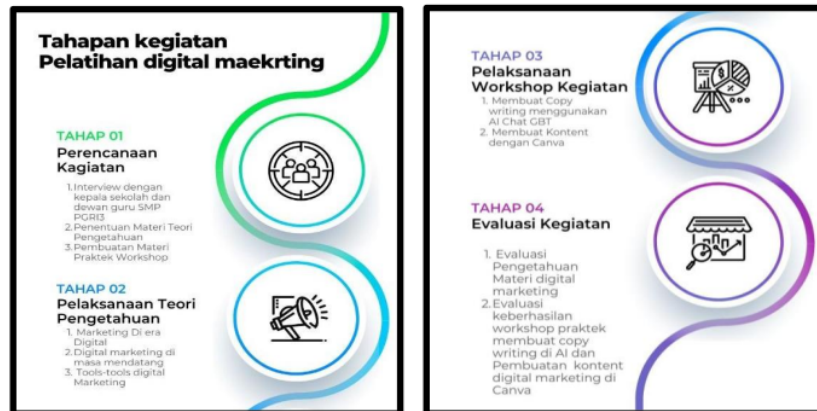 Tahapan kegiatan
Pelatihan digital maekrting
TAHAP 01
Perencanaan
Kagiatan
1.Interview dengan
kepala sekolah dan
dewan guru SMP
PGRI3
2.Penentuan Materi Teori
Pengetahuan
3.Pembuatan Materi
Praktek Workshop
TAHAP 02
Pelaksanaan Teori
Pengetahuan
1. Marketing Di era
Digital
2.Digital marketing di
masa mendatang
3. Tools-tools digital
Marketing
TAHAP 03
Pelaksanaan
Workshop Kegiatan
1. Membuat Copy
writing menggunakan
AI Chat GBT
2. Membuat Kontent
dengan Canva
TAHAP 04
Evaluasi Kegiatan
1. Evaluasi
Pengetahuan
Materi digital
marketing
2.Evaluasi
keberhasilan
workshop praktek
membuat copy
writing di AI dan
Pembuatan kontent
digital marketing di
Canva